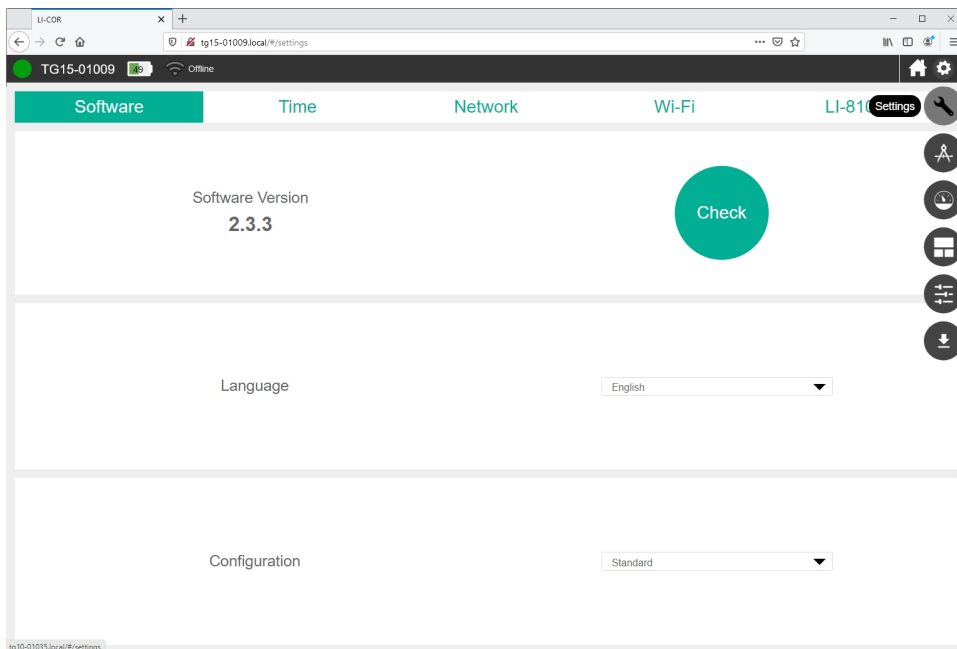 LI-COR
tg15-01009.local/#/settings
TG15-01009 49 Offline
Software Time Network Wi-Fi LI-810 Settings
Software Version
2.3.3
Check
Language
English
Configuration
Standard
tg10-01035.local/#/settings